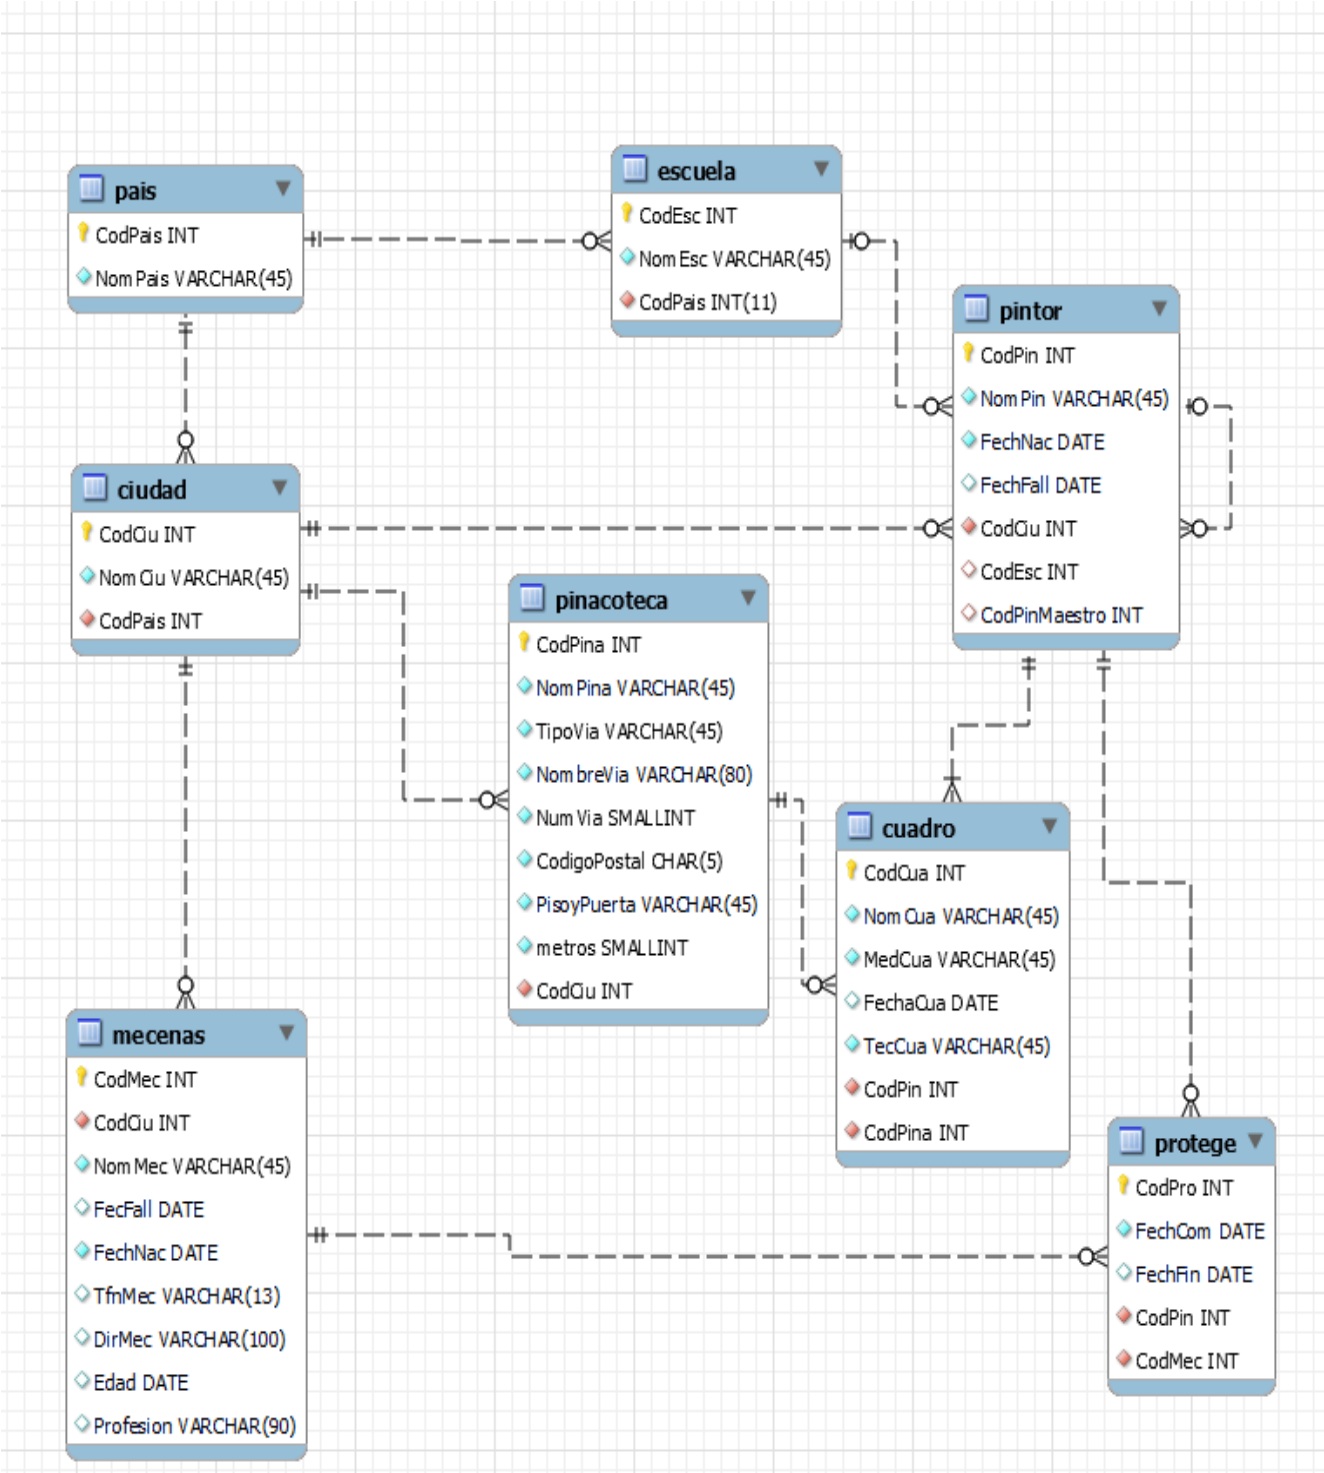 pais
CodPais INT
NomPais VARCHAR(45)
escuela
CodEsc INT
NomEsc VARCHAR(45)
CodPais INT(11)
pintor
CodPin INT
NomPin VARCHAR(45)
FechNac DATE
FechFall DATE
CodCiu INT
CodEsc INT
CodPinMaestro INT
ciudad
CodCiu INT
NomCiu VARCHAR(45)
CodPais INT
pinacoteca
CodPina INT
NomPina VARCHAR(45)
TipoVia VARCHAR(45)
NombreVia VARCHAR(80)
NumVia SMALLINT
CodigoPostal CHAR(5)
PisoyPuerta VARCHAR(45)
metros SMALLINT
CodCiu INT
cuadro
CodCua INT
NomCua VARCHAR(45)
MedCua VARCHAR(45)
FechaCua DATE
TecCua VARCHAR(45)
CodPin INT
CodPina INT
mecenas
CodMec INT
CodCiu INT
NomMec VARCHAR(45)
FecFall DATE
FechNac DATE
TfnMec VARCHAR(13)
DirMec VARCHAR(100)
Edad DATE
Profesion VARCHAR(90)
protege
CodPro INT
FechCom DATE
FechFin DATE
CodPin INT
CodMec INT